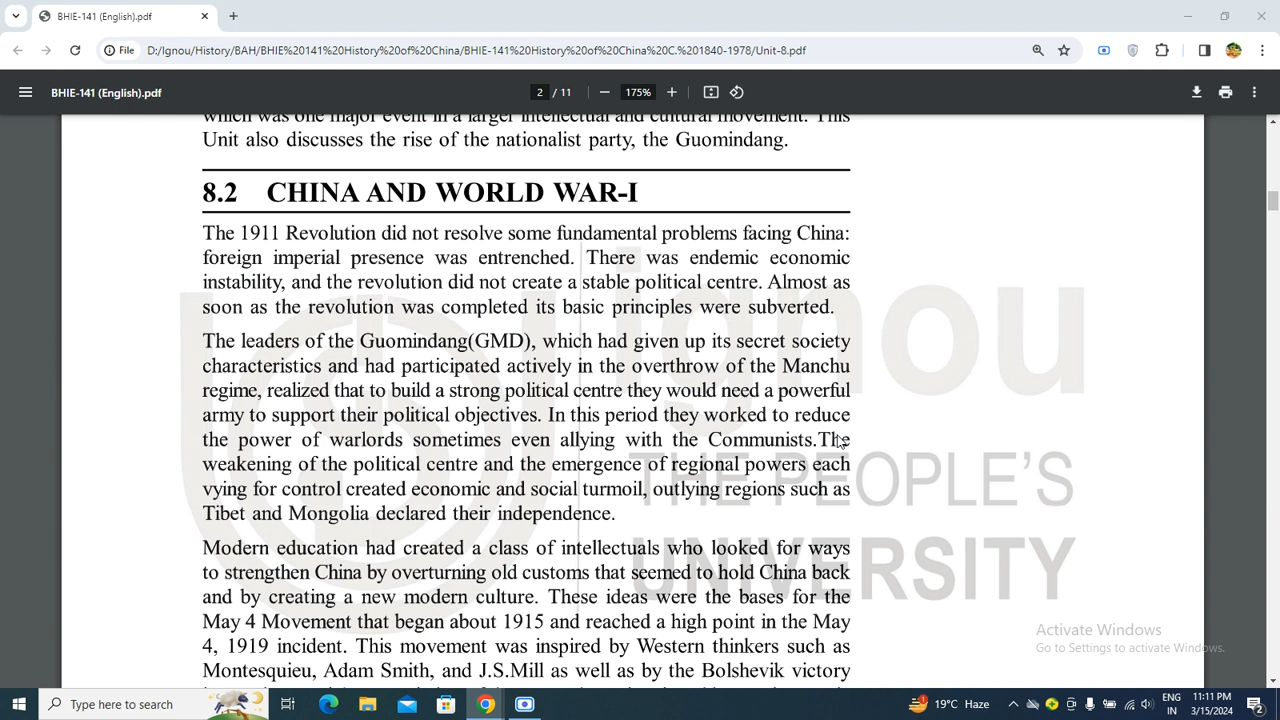 BHIE-141 (English).pdf
File
D:/Ignou/History/BAH/BHIE%20141%20History%20of%20China/BHIE-141%20History%20of%20China%20C.%201840-1978/Unit-8.pdf
BHIE-141 (English).pdf
2 / 11
175%
which was one major event in a larger intellectual and cultural movement. This
Unit also discusses the rise of the nationalist party, the Guomindang.
8.2 CHINA AND WORLD WAR-I
The 1911 Revolution did not resolve some fundamental problems facing China:
foreign imperial presence was entrenched. There was endemic economic
instability, and the revolution did not create a stable political centre. Almost as
soon as the revolution was completed its basic principles were subverted.
The leaders of the Guomindang(GMD), which had given up its secret society
characteristics and had participated actively in the overthrow of the Manchu
regime, realized that to build a strong political centre they would need a powerful
army to support their political objectives. In this period they worked to reduce
the power of warlords sometimes even allying with the Communists.The
weakening of the political centre and the emergence of regional powers each
vying for control created economic and social turmoil, outlying regions such as
Tibet and Mongolia declared their independence.
Modern education had created a class of intellectuals who looked for ways
to strengthen China by overturning old customs that seemed to hold China back
and by creating a new modern culture. These ideas were the bases for the
May 4 Movement that began about 1915 and reached a high point in the May
4, 1919 incident. This movement was inspired by Western thinkers such as
Montesquieu, Adam Smith, and J.S.Mill as well as by the Bolshevik victory
ignou
THE PEOPLE'S
UNIVERSITY
Activate Windows
Go to Settings to activate Windows.
Type here to search
19°C Haze
ENG
IN
11:11 PM
3/15/2024
2